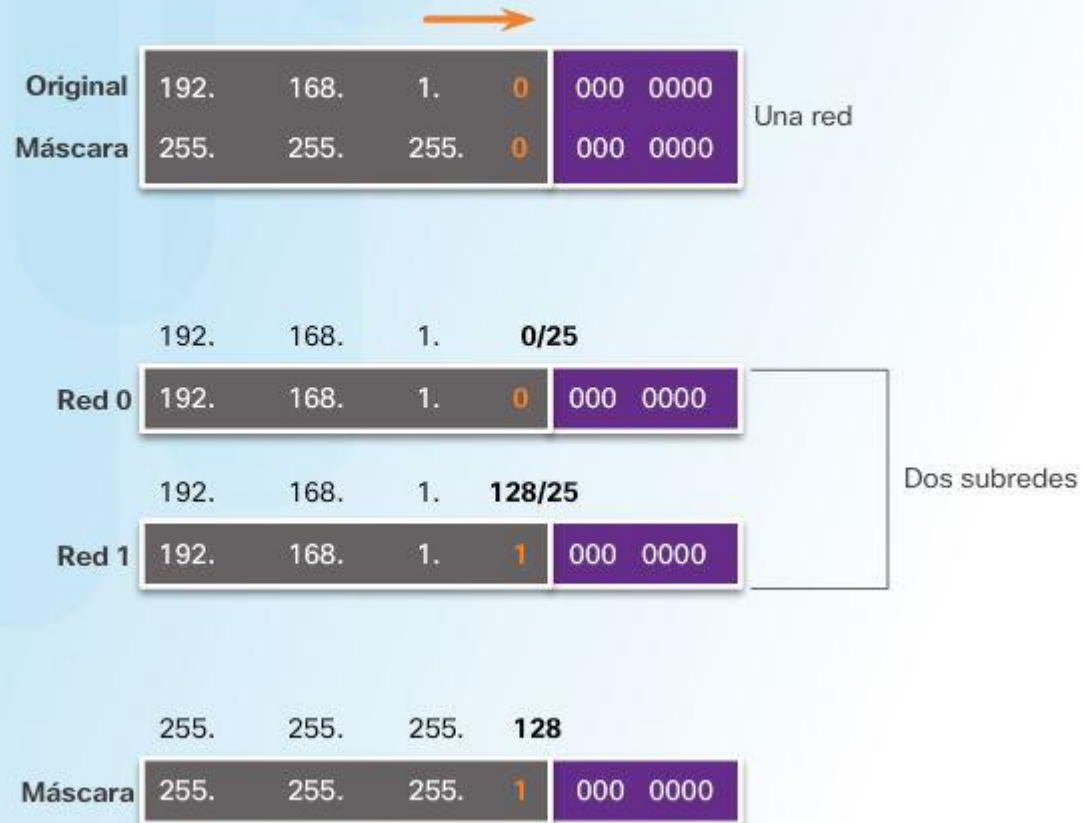 Original 192. 168. 1. 0 000 0000
Máscara 255. 255. 255. 0 000 0000
Una red
192. 168. 1. 0/25
Red 0 192. 168. 1. 0 000 0000
192. 168. 1. 128/25
Red 1 192. 168. 1. 1 000 0000
Dos subredes
255. 255. 255. 128
Máscara 255. 255. 255. 1 000 0000